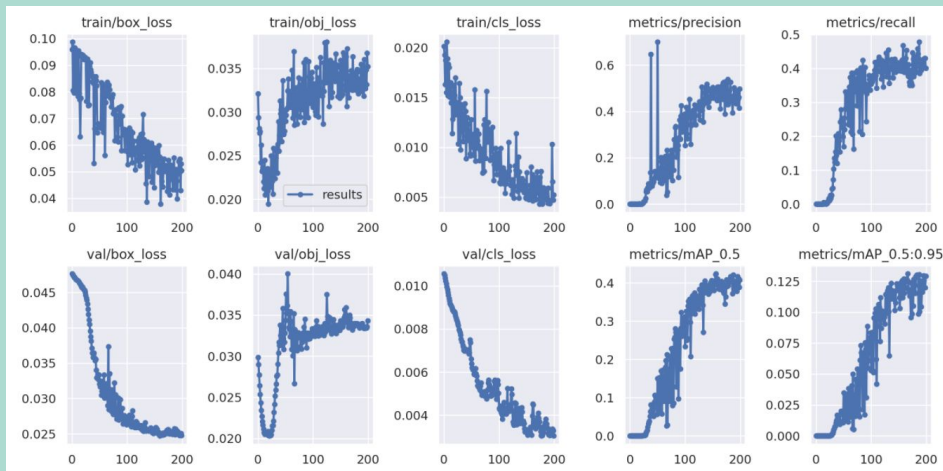 train/box_loss
train/obj_loss
train/cls_loss
metrics/precision
metrics/recall
0.10
0.09
0.08
0.07
0.06
0.05
0.04
0 100 200
0.035
0.030
0.025
0.020
results
0 100 200
0.020
0.015
0.010
0.005
0 100 200
0.6
0.4
0.2
0.0
0 100 200
0.5
0.4
0.3
0.2
0.1
0.0
0 100 200
val/box_loss
val/obj_loss
val/cls_loss
metrics/mAP_0.5
metrics/mAP_0.5:0.95
0.045
0.040
0.035
0.030
0.025
0 100 200
0.040
0.035
0.030
0.025
0.020
0 100 200
0.010
0.008
0.006
0.004
0 100 200
0.4
0.3
0.2
0.1
0.0
0 100 200
0.125
0.100
0.075
0.050
0.025
0.000
0 100 200